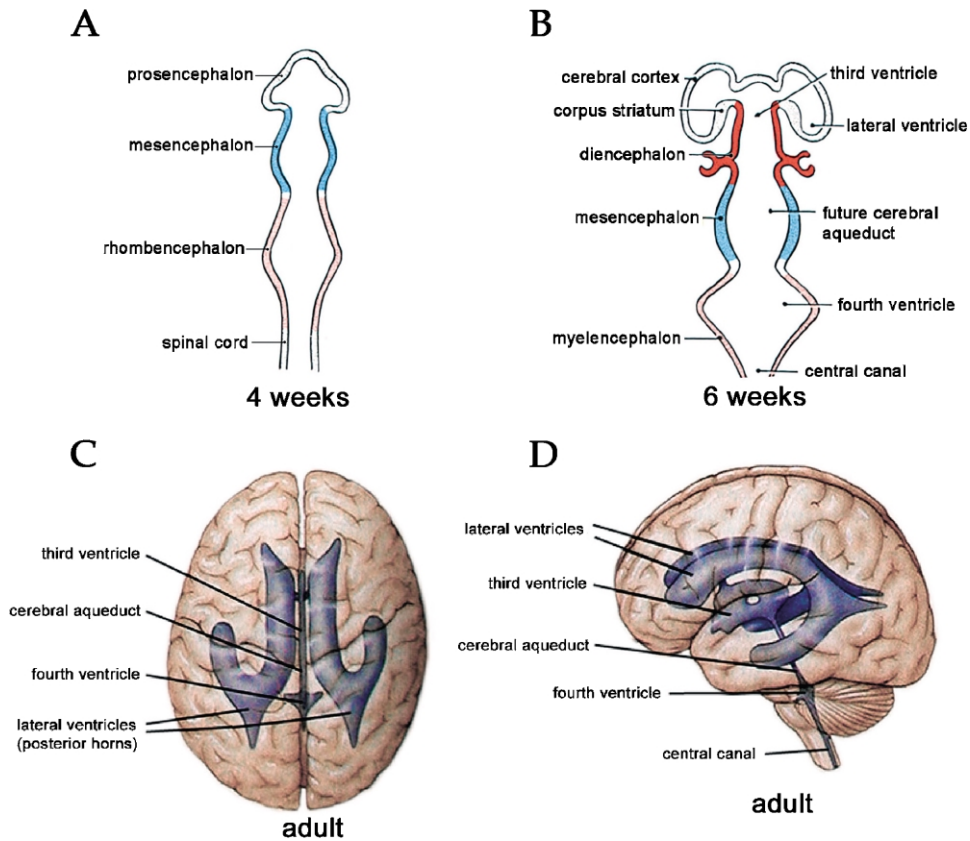 A
prosencephalon
mesencephalon
rhombencephalon
spinal cord
4 weeks
B
cerebral cortex
corpus striatum
diencephalon
mesencephalon
myelencephalon
third ventricle
lateral ventricle
future cerebral
aqueduct
fourth ventricle
central canal
6 weeks
C
third ventricle
cerebral aqueduct
fourth ventricle
lateral ventricles
(posterior horns)
adult
D
lateral ventricles
third ventricle
cerebral aqueduct
fourth ventricle
central canal
adult